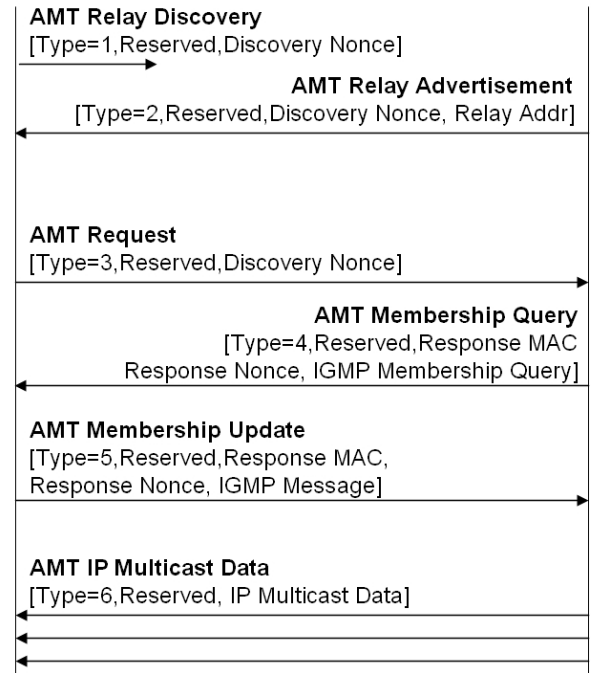 AMT Relay Discovery
[Type=1,Reserved,Discovery Nonce]
AMT Relay Advertisement
[Type=2,Reserved,Discovery Nonce, Relay Addr]
AMT Request
[Type=3,Reserved,Discovery Nonce]
AMT Membership Query
[Type=4,Reserved,Response MAC
Response Nonce, IGMP Membership Query]
AMT Membership Update
[Type=5,Reserved,Response MAC,
Response Nonce, IGMP Message]
AMT IP Multicast Data
[Type=6,Reserved, IP Multicast Data]